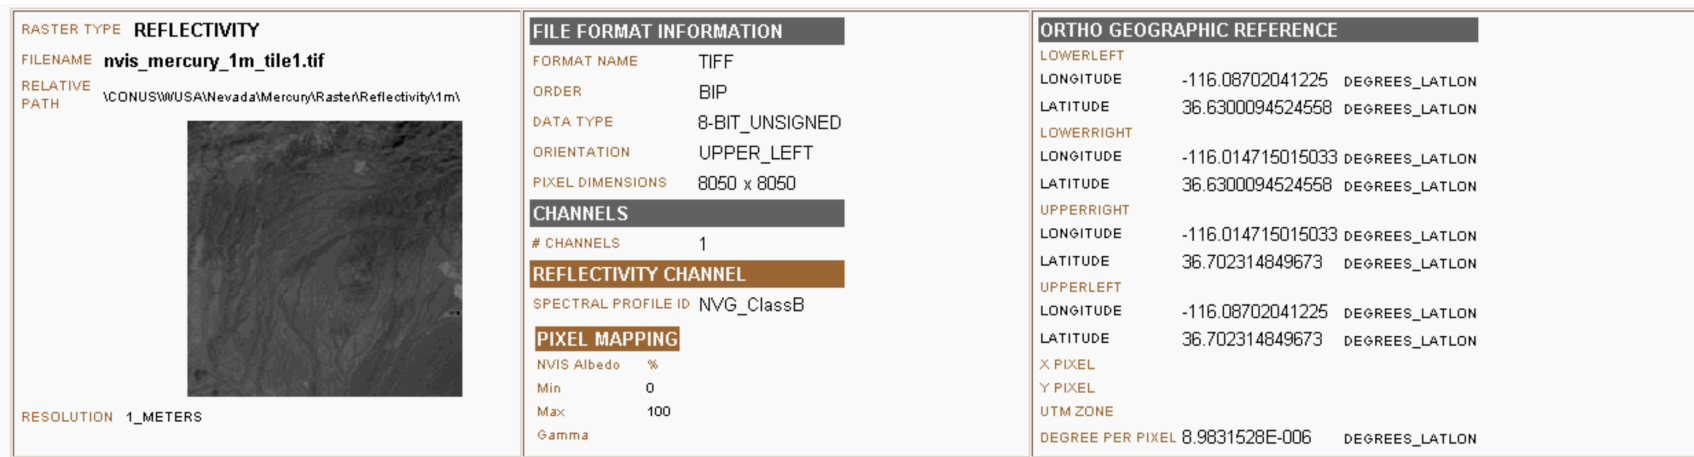 RASTER TYPE REFLECTIVITY
FILENAME nvis_mercury_1m_tile1.tif
RELATIVE PATH \CONUS\WUSA\Nevada\Mercury\Raster\Reflectivity\1m\
RESOLUTION 1_METERS
FILE FORMAT INFORMATION
FORMAT NAME TIFF
ORDER BIP
DATA TYPE 8-BIT_UNSIGNED
ORIENTATION UPPER_LEFT
PIXEL DIMENSIONS 8050 x 8050
CHANNELS
# CHANNELS 1
REFLECTIVITY CHANNEL
SPECTRAL PROFILE ID NVG_ClassB
PIXEL MAPPING
NVIS Albedo %
Min 0
Max 100
Gamma
ORTHO GEOGRAPHIC REFERENCE
LOWERLEFT
LONGITUDE -116.08702041225 DEGREES_LATLON
LATITUDE 36.6300094524558 DEGREES_LATLON
LOWERRIGHT
LONGITUDE -116.014715015033 DEGREES_LATLON
LATITUDE 36.6300094524558 DEGREES_LATLON
UPPERRIGHT
LONGITUDE -116.014715015033 DEGREES_LATLON
LATITUDE 36.702314849673 DEGREES_LATLON
UPPERLEFT
LONGITUDE -116.08702041225 DEGREES_LATLON
LATITUDE 36.702314849673 DEGREES_LATLON
X PIXEL
Y PIXEL
UTM ZONE
DEGREE PER PIXEL 8.9831528E-006 DEGREES_LATLON